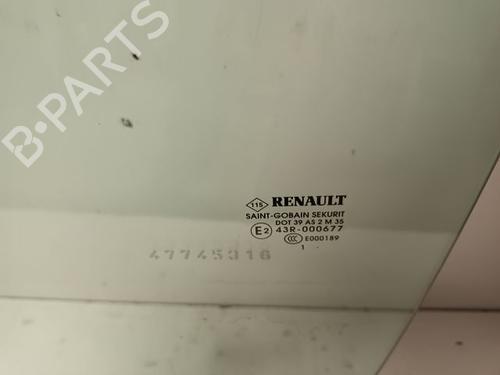 B-PARTS
115 RENAULT
SAINT-GOBAIN SEKURIT
DOT 39 AS 2 M 35
E2 43R-000677
CCC E000189
1
47745316